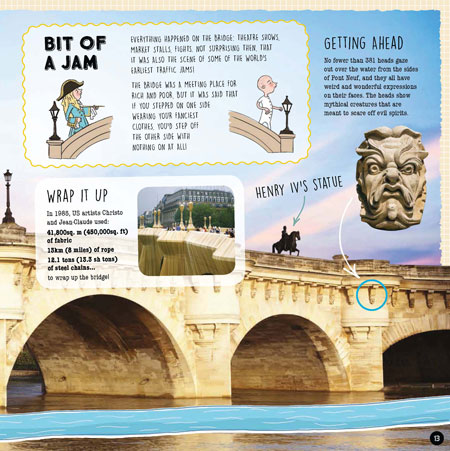 BIT OF
A JAM
EVERYTHING HAPPENED ON THE BRIDGE: THEATRE SHOWS,
MARKET STALLS, FIGHTS. NOT SURPRISING THEN, THAT
IT WAS ALSO THE SCENE OF SOME OF THE WORLD'S
EARLIEST TRAFFIC JAMS!
THE BRIDGE WAS A MEETING PLACE FOR
RICH AND POOR, BUT IT WAS SAID THAT
IF YOU STEPPED ON ONE SIDE
WEARING YOUR FANCIEST
CLOTHES, YOU'D STEP OFF
THE OTHER SIDE WITH
NOTHING ON AT ALL!
GETTING AHEAD
No fewer than 381 heads gaze
out over the water from the sides
of Pont Neuf, and they all have
weird and wonderful expressions
on their faces. The heads show
mythical creatures that are
meant to scare off evil spirits.
WRAP IT UP
In 1985, US artists Christo
and Jean-Claude used:
41,800sq. m (450,000sq. ft)
of fabric
13km (8 miles) of rope
12.1 tons (13.3 sh tons)
of steel chains...
to wrap up the bridge!
HENRY IV'S STATUE
13